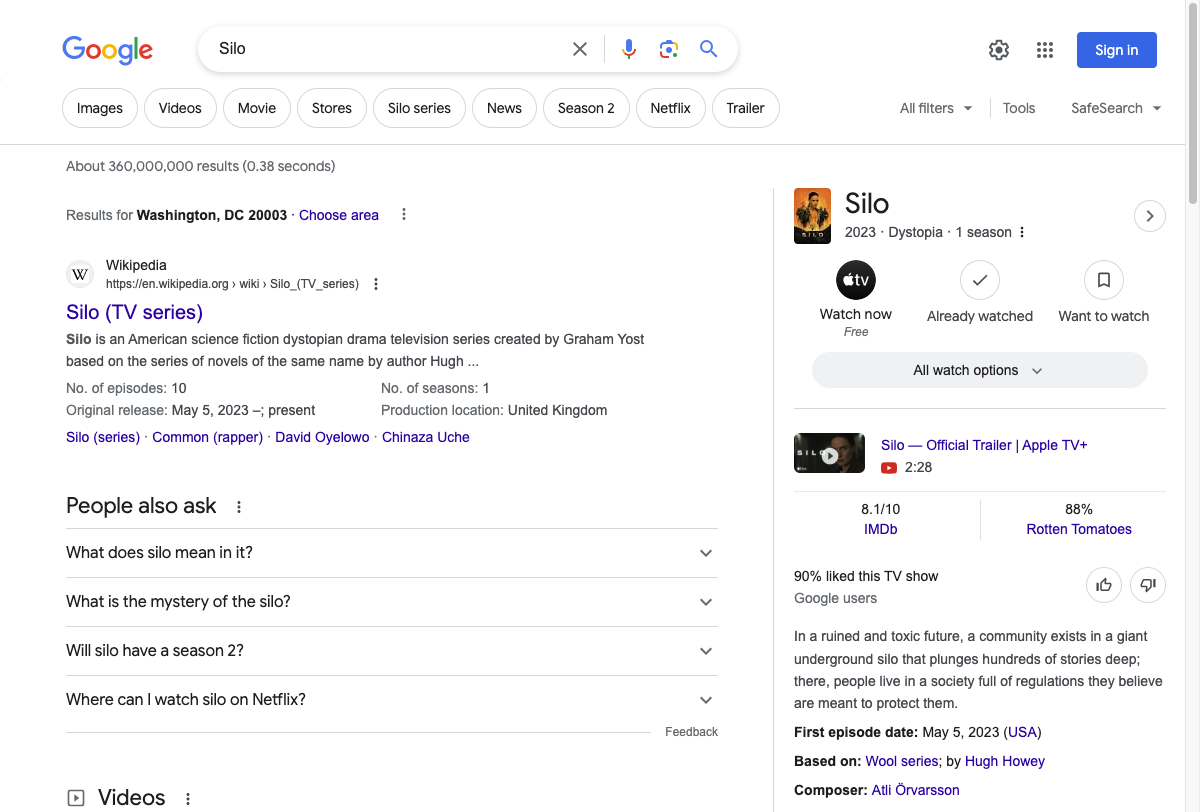 Google
Silo
Sign in
Images
Videos
Movie
Stores
Silo series
News
Season 2
Netflix
Trailer
All filters
Tools
SafeSearch
About 360,000,000 results (0.38 seconds)
Results for Washington, DC 20003 · Choose area
W
Wikipedia
https://en.wikipedia.org › wiki › Silo_(TV_series)
Silo (TV series)
Silo is an American science fiction dystopian drama television series created by Graham Yost
based on the series of novels of the same name by author Hugh ...
No. of episodes: 10
No. of seasons: 1
Original release: May 5, 2023 –; present
Production location: United Kingdom
Silo (series) · Common (rapper) · David Oyelowo · Chinaza Uche
People also ask
What does silo mean in it?
What is the mystery of the silo?
Will silo have a season 2?
Where can I watch silo on Netflix?
Feedback
Videos
SILO
Silo
2023 · Dystopia · 1 season
tv
Watch now
Free
Already watched
Want to watch
All watch options
SILO
Silo — Official Trailer | Apple TV+
2:28
8.1/10
IMDb
88%
Rotten Tomatoes
90% liked this TV show
Google users
In a ruined and toxic future, a community exists in a giant
underground silo that plunges hundreds of stories deep;
there, people live in a society full of regulations they believe
are meant to protect them.
First episode date: May 5, 2023 (USA)
Based on: Wool series; by Hugh Howey
Composer: Atli Örvarsson